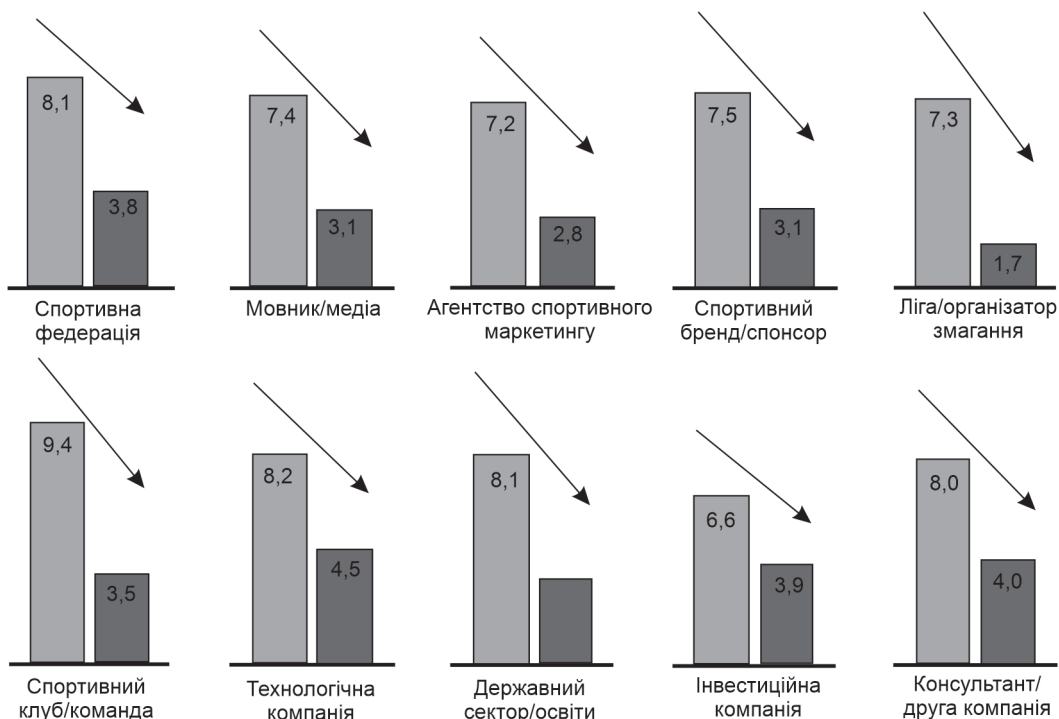 8,1
3,8
Спортивна
федерація
7,4
3,1
Мовник/медіа
7,2
2,8
Агентство спортивного
маркетингу
7,5
3,1
Спортивний
бренд/спонсор
7,3
1,7
Ліга/організатор
змагання
9,4
3,5
Спортивний
клуб/команда
8,2
4,5
Технологічна
компанія
8,1
Державний
сектор/освіти
6,6
3,9
Інвестиційна
компанія
8,0
4,0
Консультант/
друга компанія